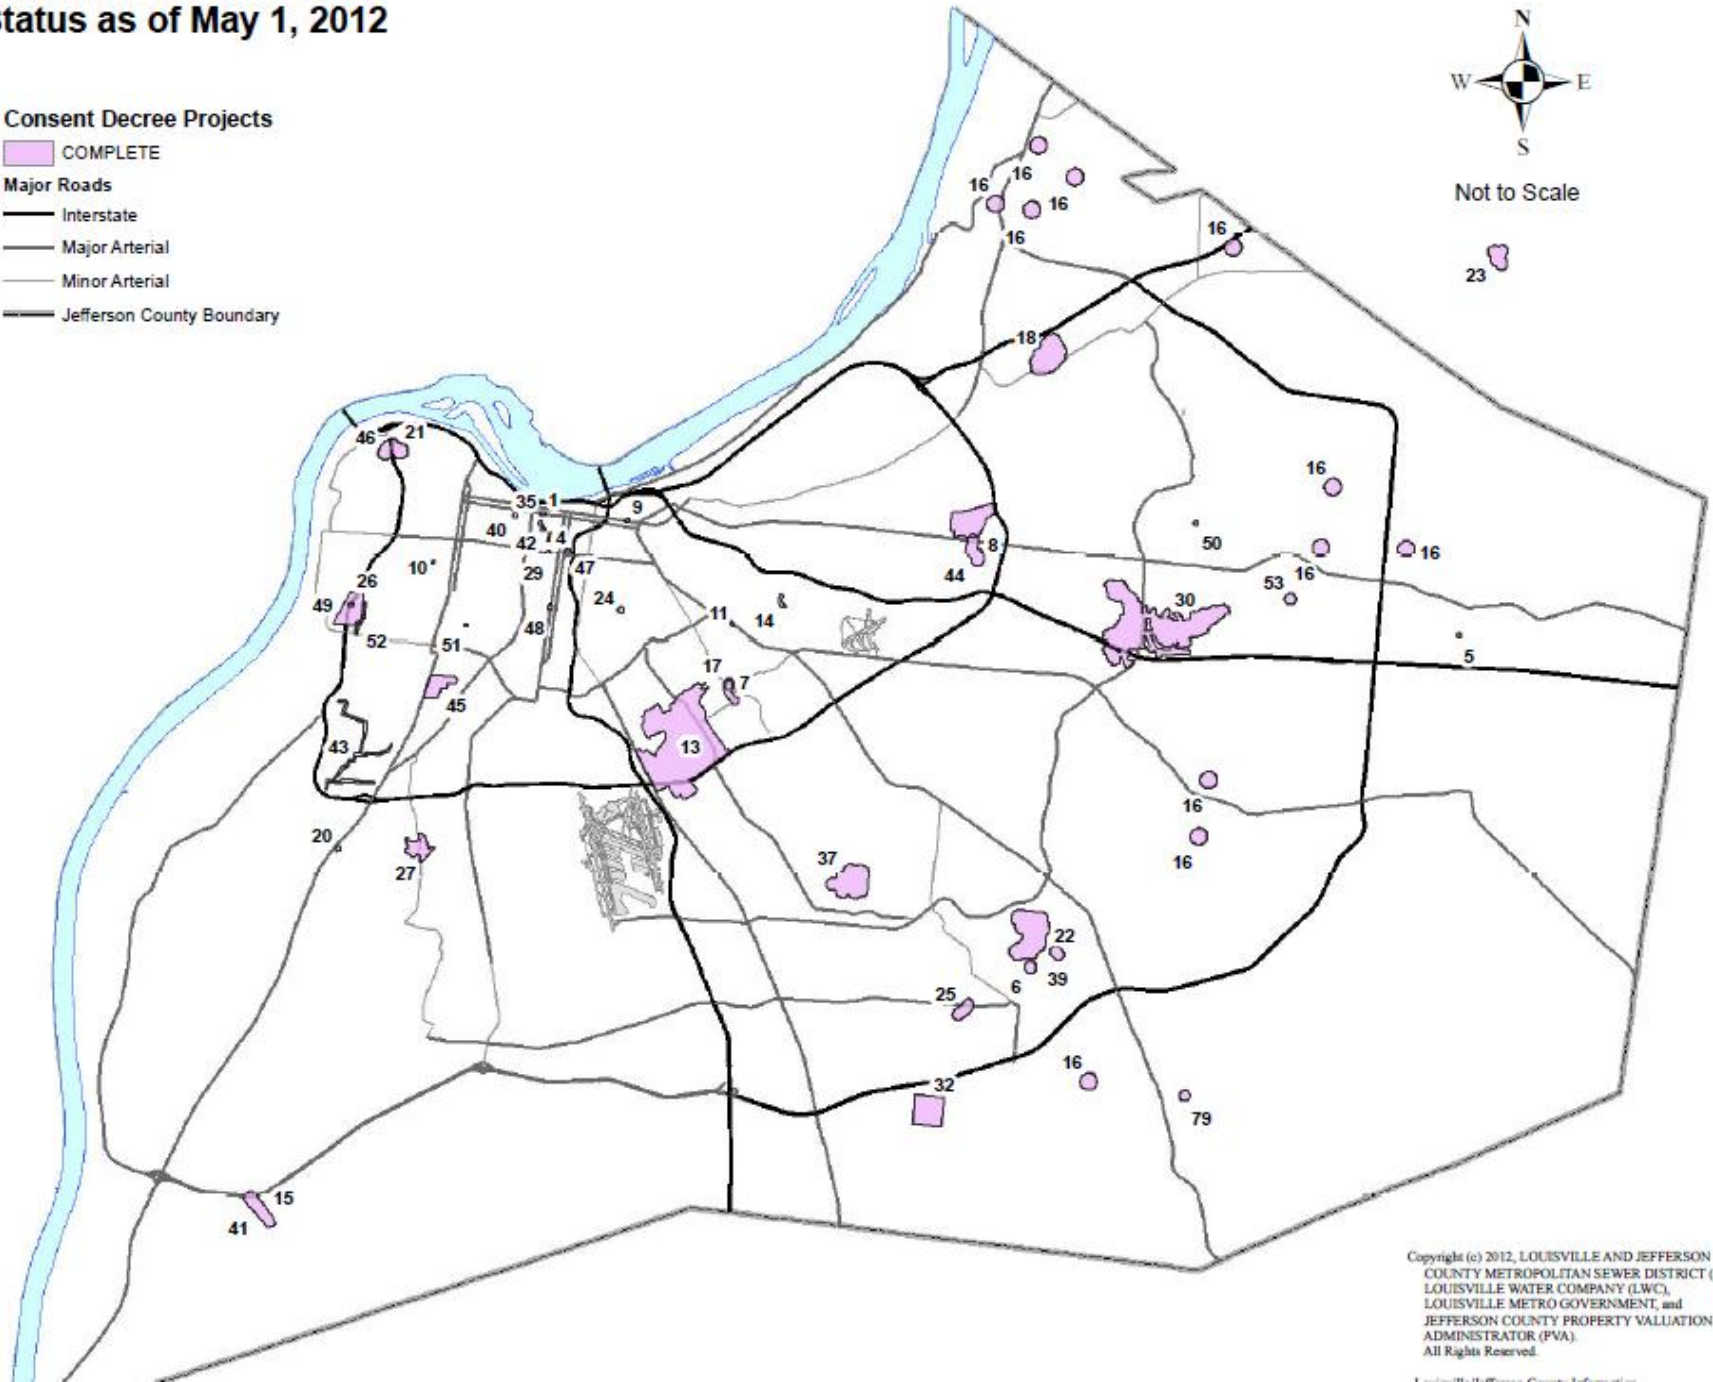 status as of May 1, 2012
Consent Decree Projects
COMPLETE
Major Roads
Interstate
Major Arterial
Minor Arterial
Jefferson County Boundary
N
W E
S
Not to Scale
16
16
16
16
16
23
18
46 21
16
35 1
9
40
42 4
50
16
16
8
44
10
29
47
53
26
24
30
49
11
14
52
51
48
5
17
7
45
43
13
16
20
27
37
16
22
39
6
25
16
32
79
15
41
Copyright (c) 2012, LOUISVILLE AND JEFFERSON
COUNTY METROPOLITAN SEWER DISTRICT (
LOUISVILLE WATER COMPANY (LWC),
LOUISVILLE METRO GOVERNMENT, and
JEFFERSON COUNTY PROPERTY VALUATION
ADMINISTRATOR (PVA).
All Rights Reserved.